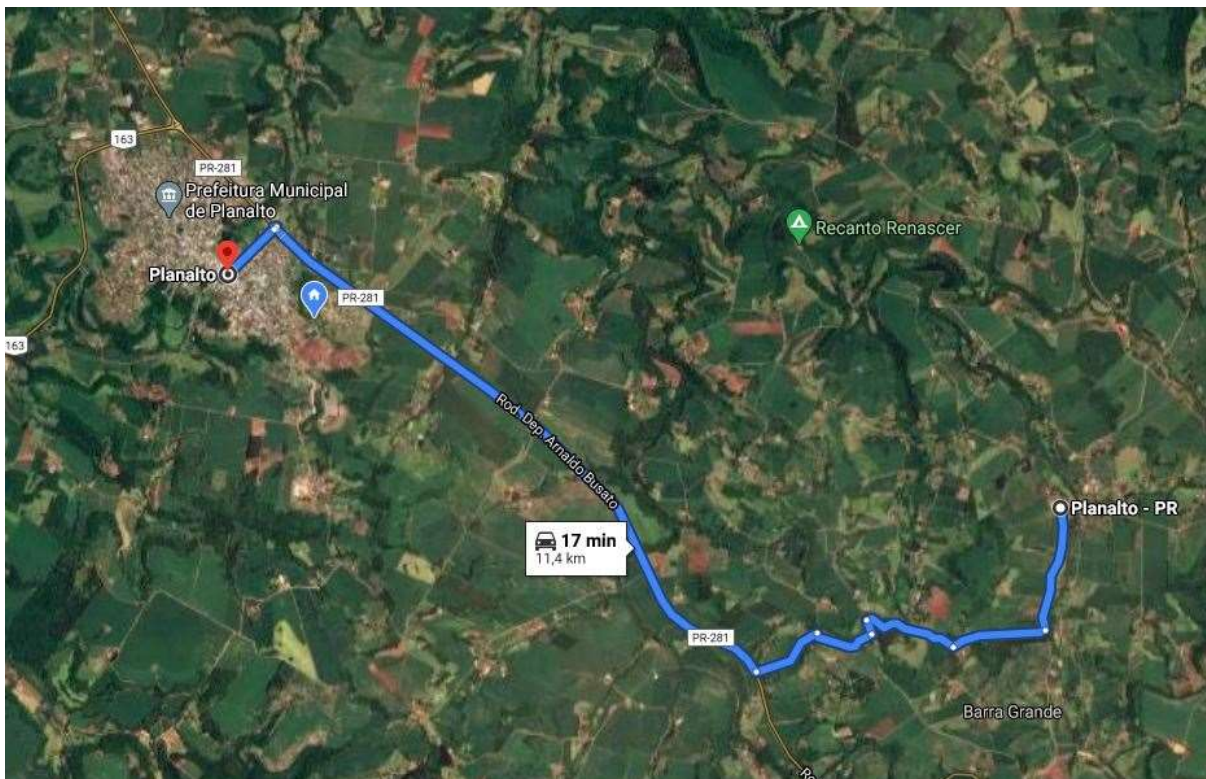 163
PR-281
Prefeitura Municipal
de Planalto
Recanto Renascer
Planalto
PR-281
163
Rod. Dep. Arnaldo Busato
Planalto - PR
17 min
11,4 km
PR-281
Barra Grande